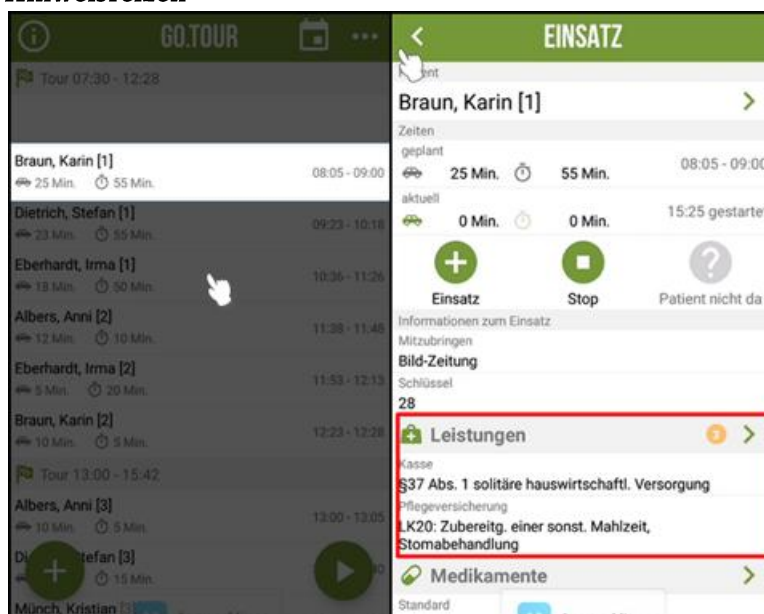 GO.TOUR
Tour 07:30 - 12:28
Braun, Karin [1]
25 Min. 55 Min.
08:05 - 09:00
Dietrich, Stefan [1]
23 Min. 55 Min.
09:23 - 10:18
Eberhardt, Irma [1]
18 Min. 50 Min.
10:36 - 11:26
Albers, Anni [2]
12 Min. 10 Min.
11:38 - 11:48
Eberhardt, Irma [2]
5 Min. 20 Min.
11:53 - 12:13
Braun, Karin [2]
10 Min. 5 Min.
12:23 - 12:28
Tour 13:00 - 15:42
Albers, Anni [3]
10 Min. 5 Min.
13:00 - 13:05
tefan [3]
15 Min.
Münch, Kristian
EINSATZ
Braun, Karin [1]
Zeiten
geplant
25 Min. 55 Min.
08:05 - 09:00
aktuell
0 Min. 0 Min.
15:25 gestartet
Einsatz Stop Patient nicht da
Informationen zum Einsatz
Mitzubringen
Bild-Zeitung
Schlüssel
28
Leistungen 3
Kasse
§37 Abs. 1 solitäre hauswirtschaftl. Versorgung
Pflegeversicherung
LK20: Zubereitg. einer sonst. Mahlzeit,
Stomabehandlung
Medikamente
Standard